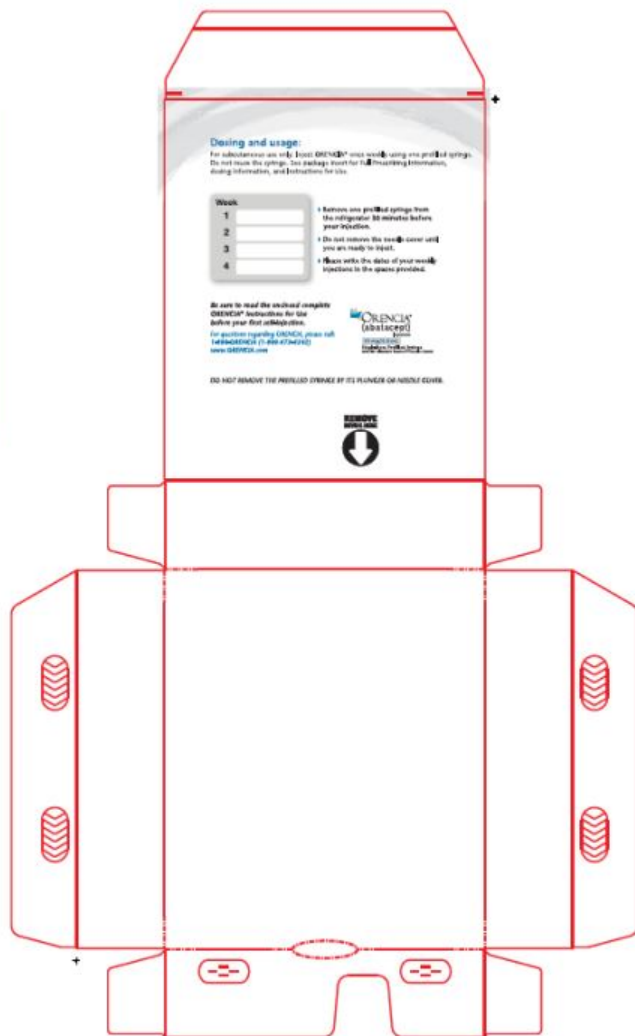 Dosing and usage:
For subcutaneous use only. Inject ORENCIA® once weekly using one prefilled syringe.
Do not reuse the syringe. See package insert for Full Prescribing Information,
dosing information, and Instructions for Use.
Week
1
2
3
4
Remove one prefilled syringe from
the refrigerator 30 minutes before
your injection.
Do not remove the needle cover until
you are ready to inject.
Please write the dates of your weekly
injections in the spaces provided.
Be sure to read the enclosed complete
ORENCIA® Instructions for Use
before your first self-injection.
For questions regarding ORENCIA, please call:
1-800-ORENCIA
www.ORENCIA.com
ORENCIA®
(abatacept)
DO NOT REMOVE THE PREFILLED SYRINGE BY ITS PLUNGER OR NEEDLE COVER.
REMOVE